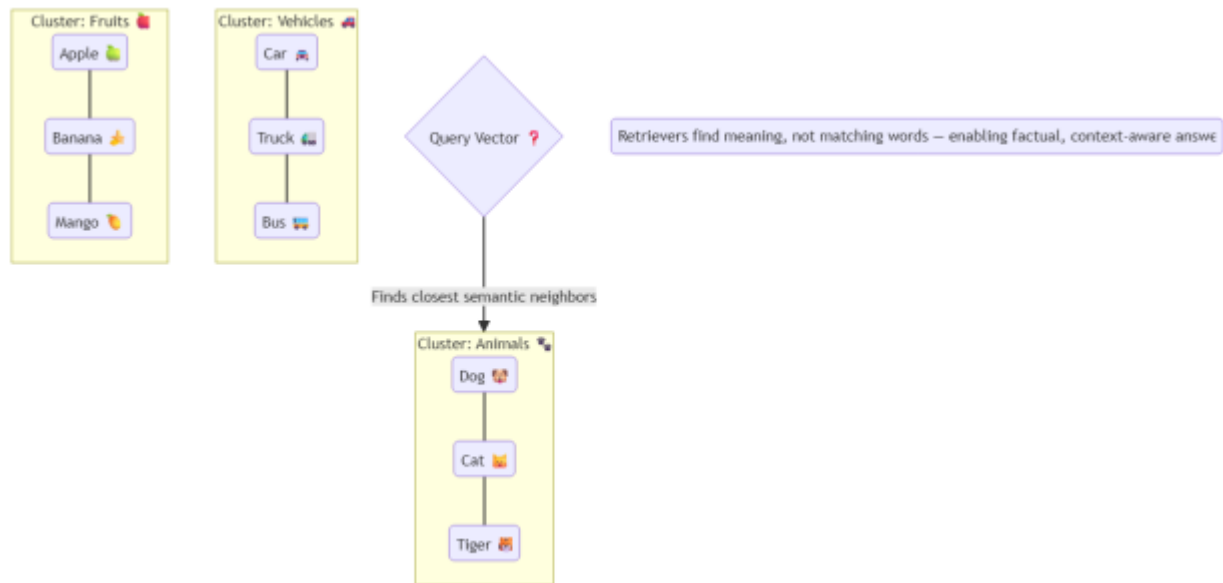 Cluster: Fruits 🍎
Apple 🍏
Banana 🍌
Mango 🥭
Cluster: Vehicles 🚗
Car 🚘
Truck 🚛
Bus 🚌
Query Vector ❓
Retrievers find meaning, not matching words — enabling factual, context-aware answe
Finds closest semantic neighbors
Cluster: Animals 🐾
Dog 🐶
Cat 🐱
Tiger 🐯